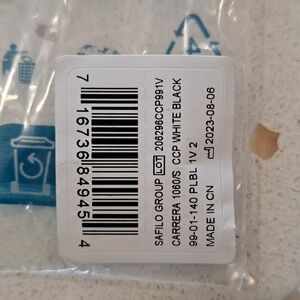 7 16736 84945 4
SAFILO GROUP LOT 206296CCP991V
CARRERA 1060/S CCP WHITE BLACK
99-01-140 PLBL 1V 2
MADE IN CN 2023-08-06